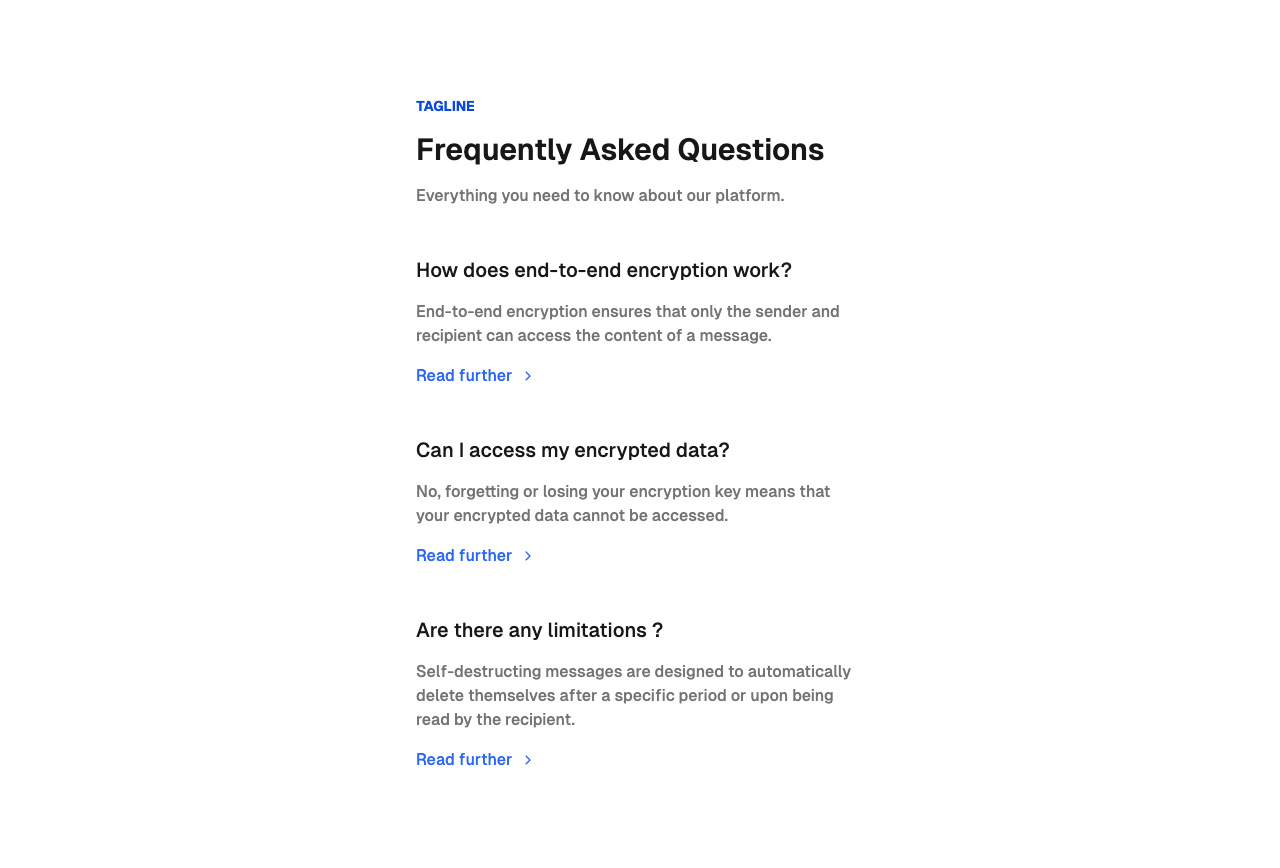 TAGLINE
Frequently Asked Questions
Everything you need to know about our platform.
How does end-to-end encryption work?
End-to-end encryption ensures that only the sender and
recipient can access the content of a message.
Read further
Can I access my encrypted data?
No, forgetting or losing your encryption key means that
your encrypted data cannot be accessed.
Read further
Are there any limitations ?
Self-destructing messages are designed to automatically
delete themselves after a specific period or upon being
read by the recipient.
Read further